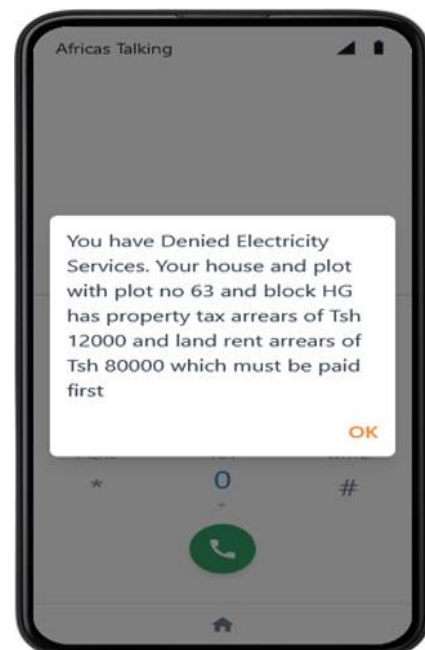 Africas Talking
You have Denied Electricity
Services. Your house and plot
with plot no 63 and block HG
has property tax arrears of Tsh
12000 and land rent arrears of
Tsh 80000 which must be paid
first
OK
* 0 #
+